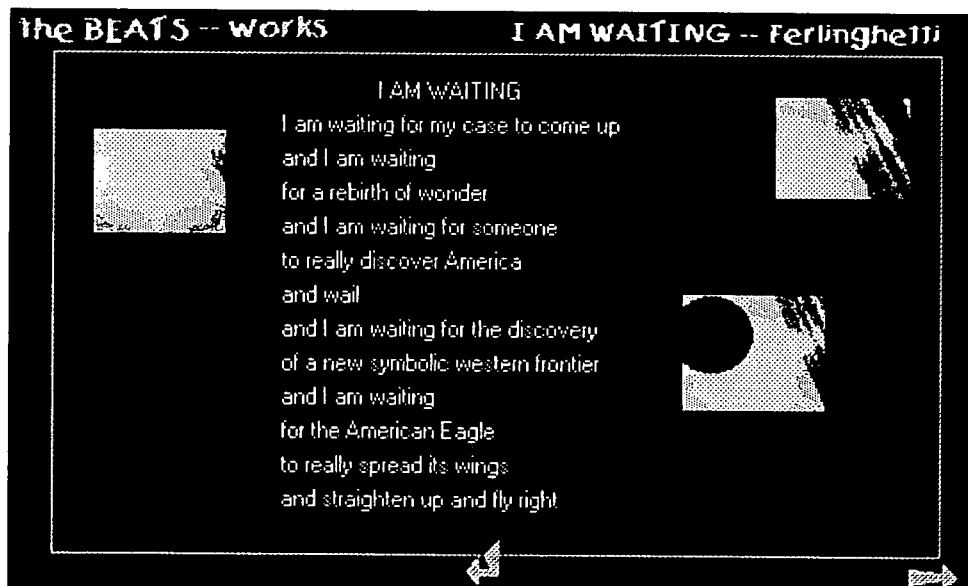 The BEATS -- Works
I AM WAITING -- Ferlinghetti
I AM WAITING
I am waiting for my case to come up
and I am waiting
for a rebirth of wonder
and I am waiting for someone
to really discover America
and wail
and I am waiting for the discovery
of a new symbolic western frontier
and I am waiting
for the American Eagle
to really spread its wings
and straighten up and fly right